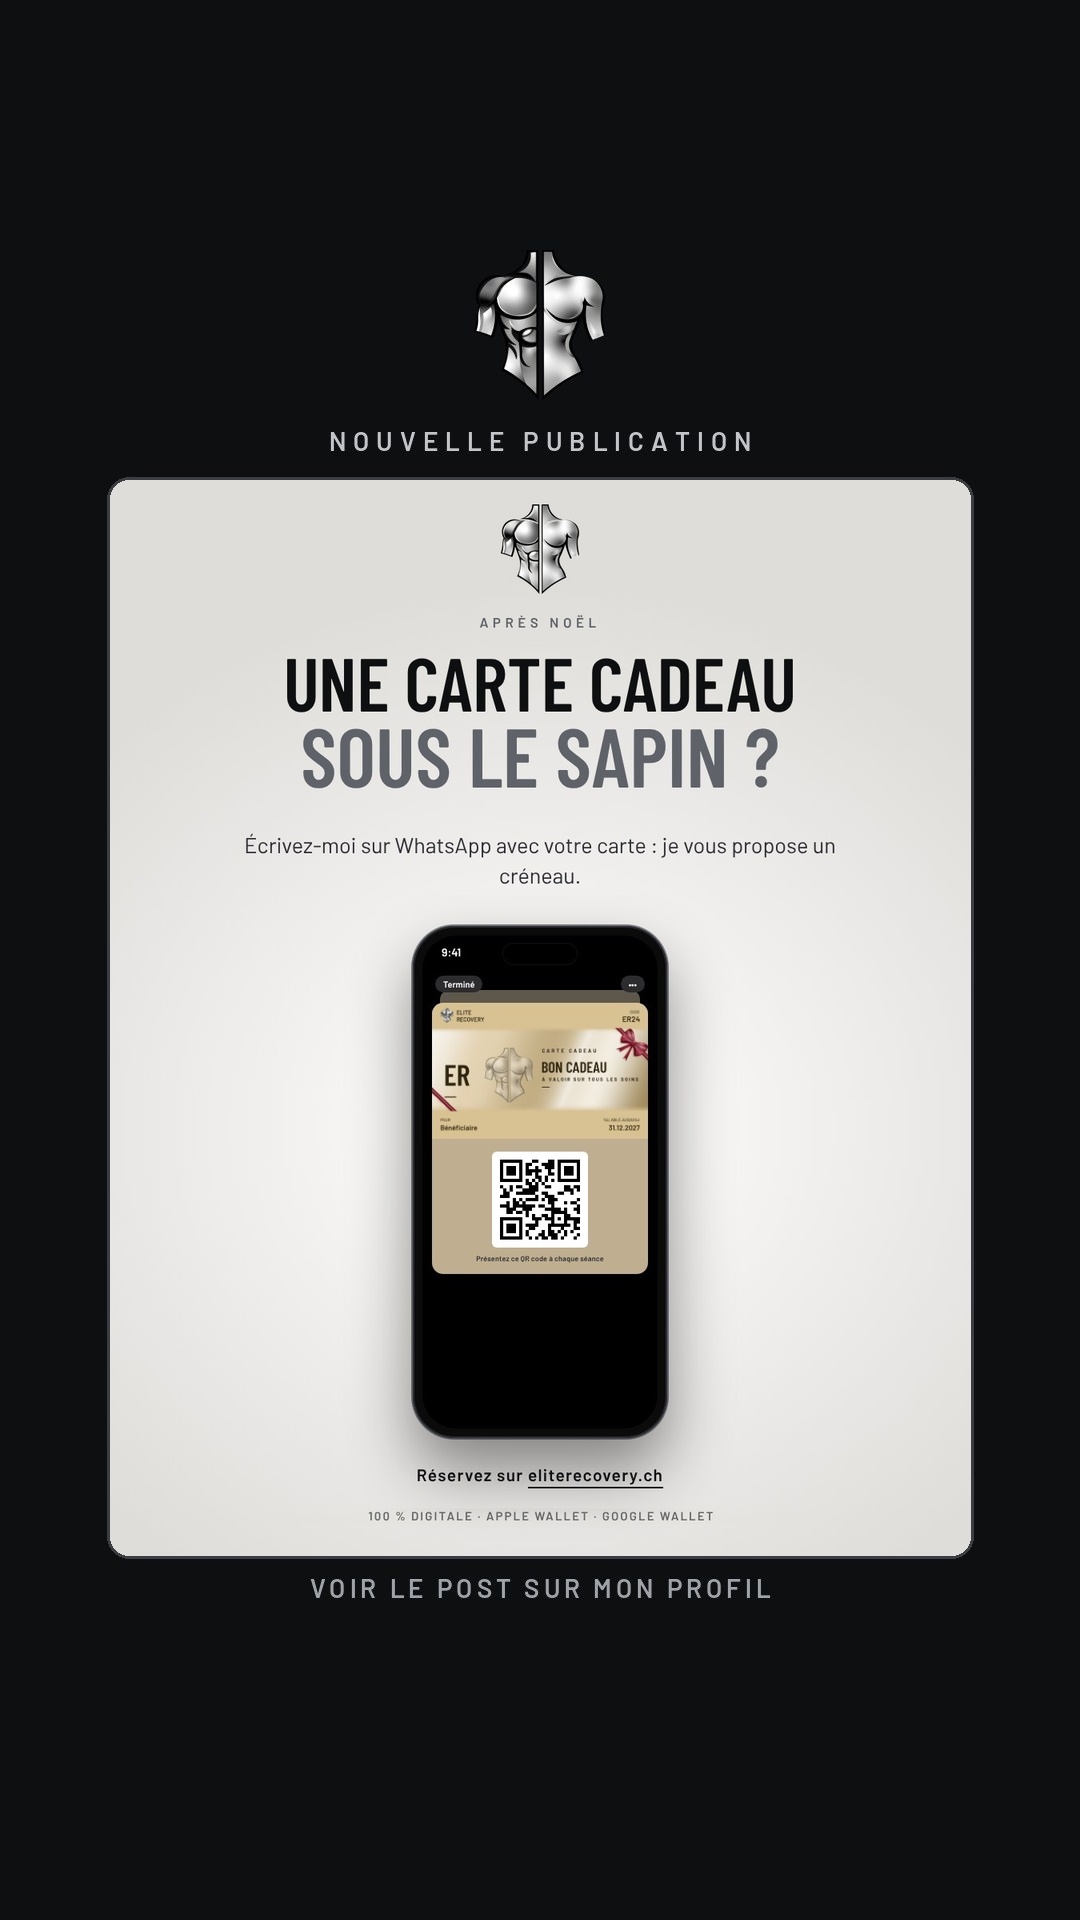 NOUVELLE PUBLICATION
APRÈS NOËL
UNE CARTE CADEAU
SOUS LE SAPIN ?
Écrivez-moi sur WhatsApp avec votre carte : je vous propose un
créneau.
9:41
Terminé
ELITE
RECOVERY
ER24
CARTE CADEAU
ER
BON CADEAU
À VALOIR SUR TOUS LES SOINS
Bénéficiaire
31.12.2027
Présentez ce QR code à chaque séance
Réservez sur eliterecovery.ch
100 % DIGITALE · APPLE WALLET · GOOGLE WALLET
VOIR LE POST SUR MON PROFIL